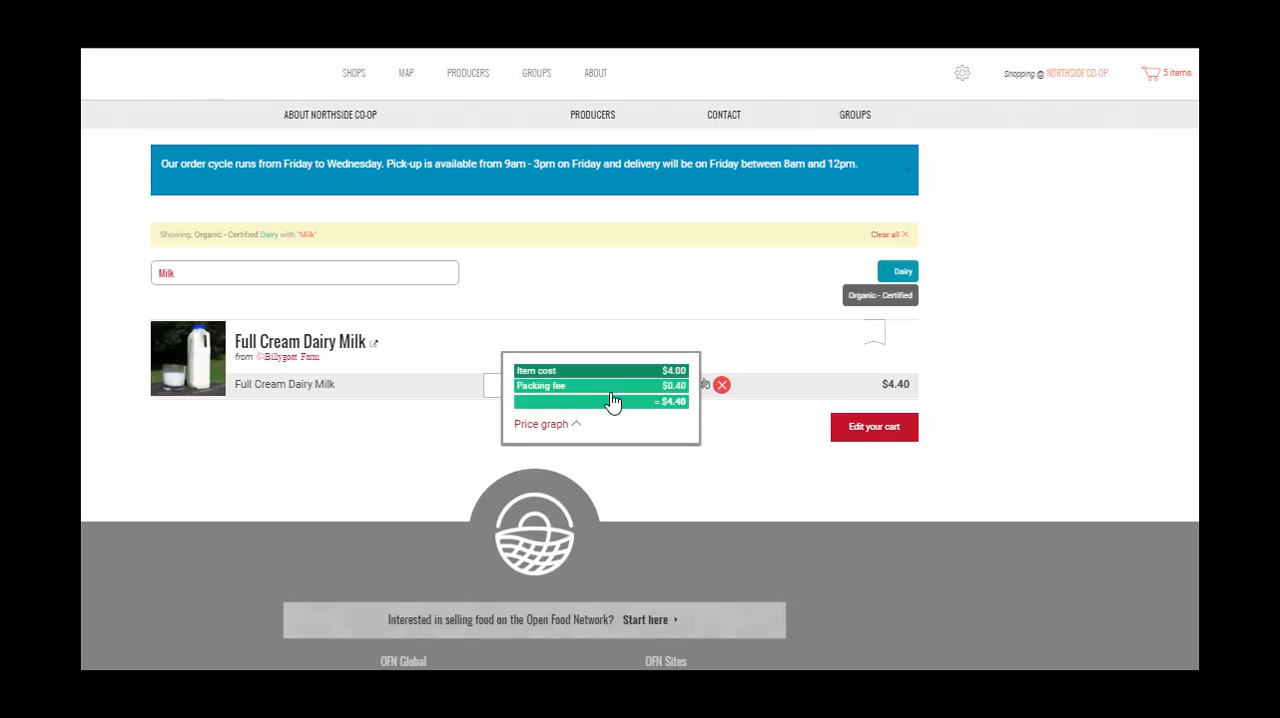 SHOPS MAP PRODUCERS GROUPS ABOUT Shopping @ NORTHSIDE CO-OP 5 items
ABOUT NORTHSIDE CO-OP PRODUCERS CONTACT GROUPS
Our order cycle runs from Friday to Wednesday. Pick-up is available from 9am - 3pm on Friday and delivery will be on Friday between 8am and 12pm.
Showing: Organic - Certified Dairy with "Milk" Clear all ×
Milk Dairy
Organic - Certified
Full Cream Dairy Milk
from Billygoat Farm
Full Cream Dairy Milk $4.40
Item cost $4.00
Packing fee $0.40
= $4.40
Price graph
Edit your cart
Interested in selling food on the Open Food Network? Start here
OFN Global OFN Sites